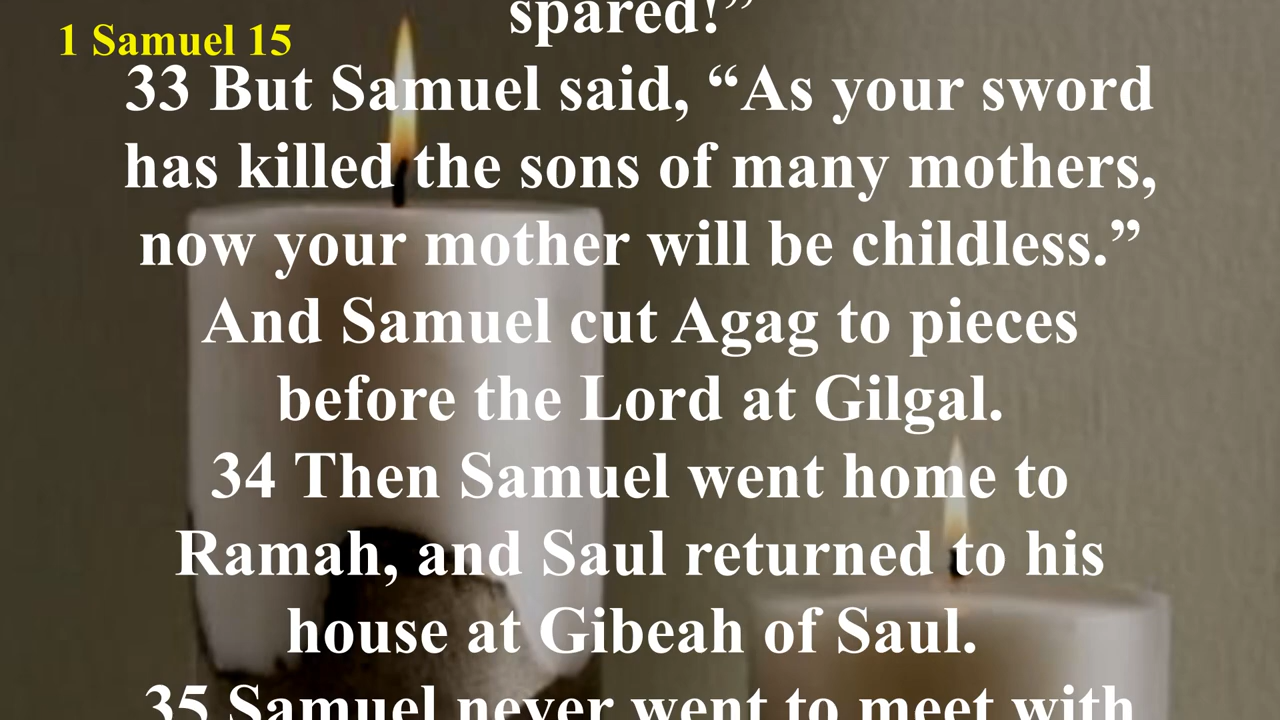 spared!”
1 Samuel 15
33 But Samuel said, “As your sword
has killed the sons of many mothers,
now your mother will be childless.”
And Samuel cut Agag to pieces
before the Lord at Gilgal.
34 Then Samuel went home to
Ramah, and Saul returned to his
house at Gibeah of Saul.
35 Samuel never went to meet with